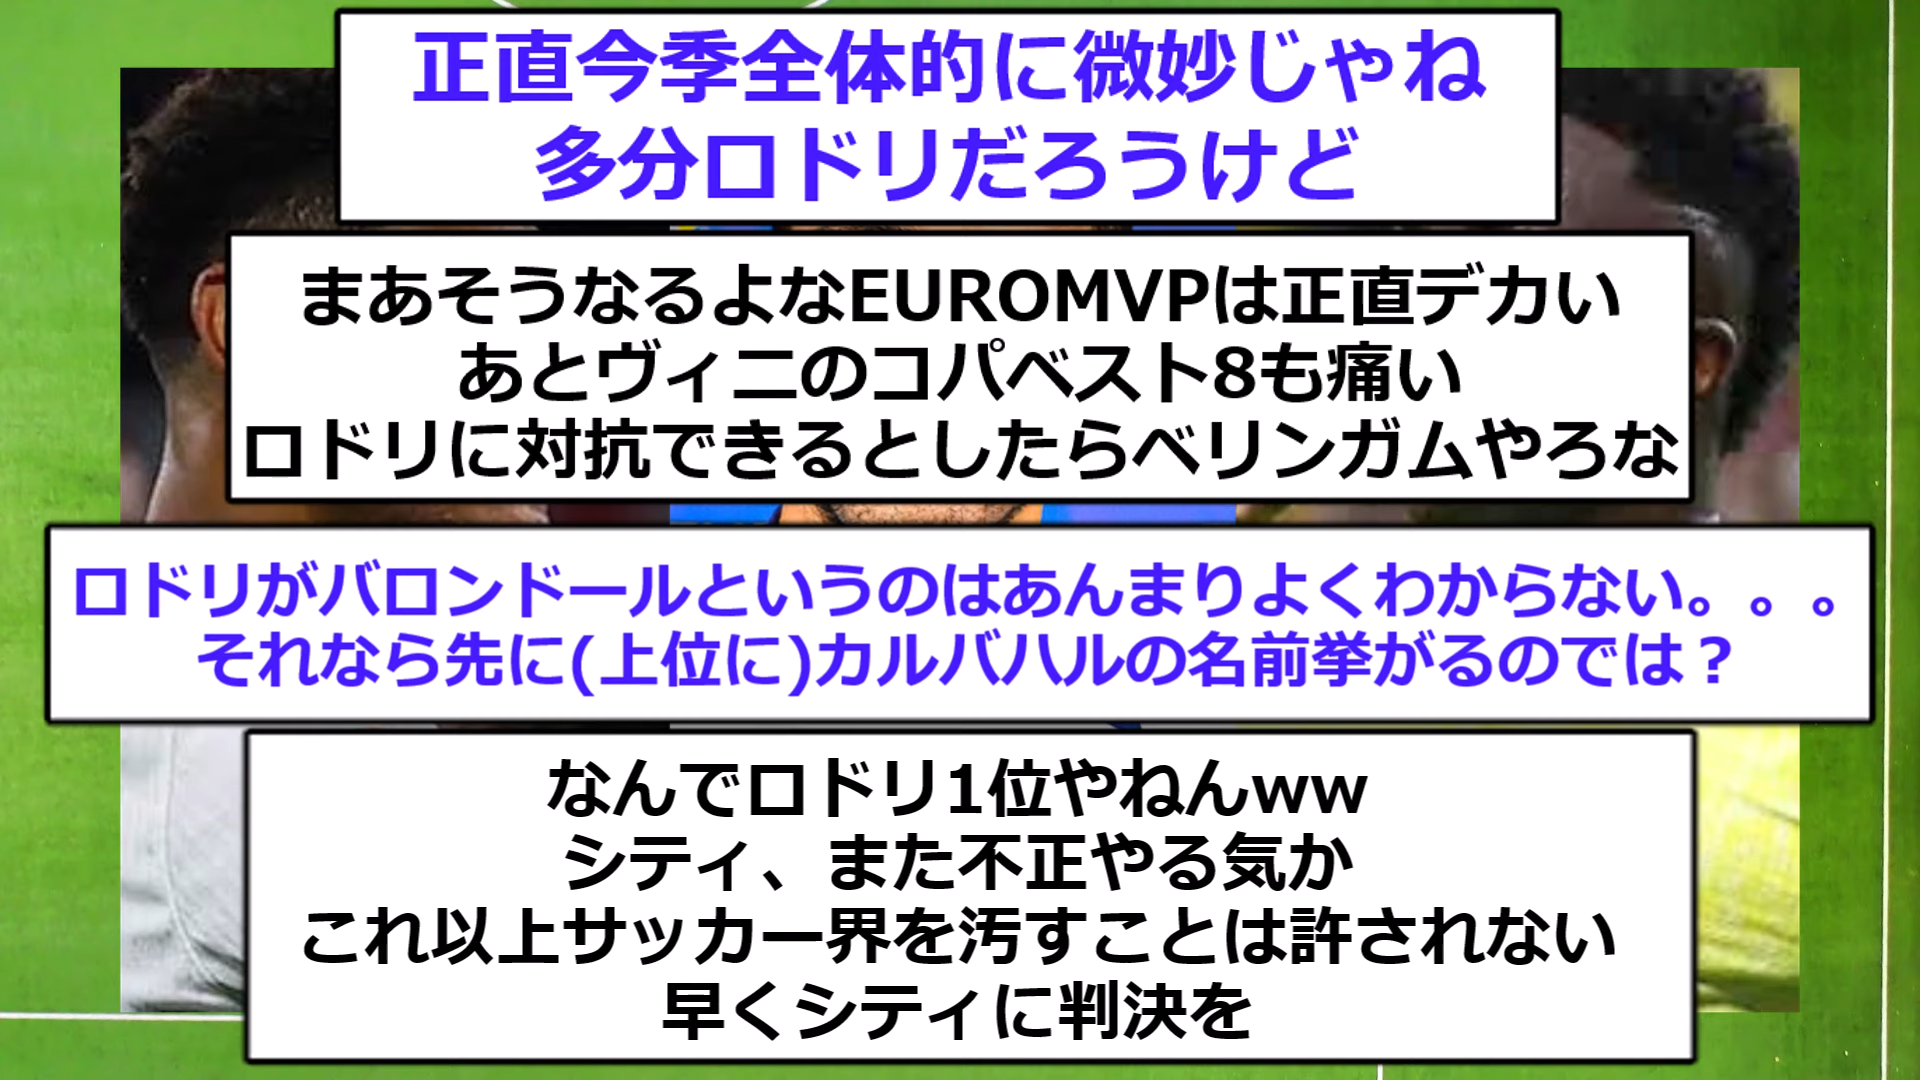 正直今季全体的に微妙じゃね
多分ロドリだろうけど
まあそうなるよなEUROMVPは正直デカい
あとヴィニのコパベスト8も痛い
ロドリに対抗できるとしたらベリンガムやろな
ロドリがバロンドールというのはあんまりよくわからない。。。
それなら先に(上位に)カルバハルの名前挙がるのでは？
なんでロドリ1位やねんww
シティ、また不正やる気か
これ以上サッカー界を汚すことは許されない
早くシティに判決を